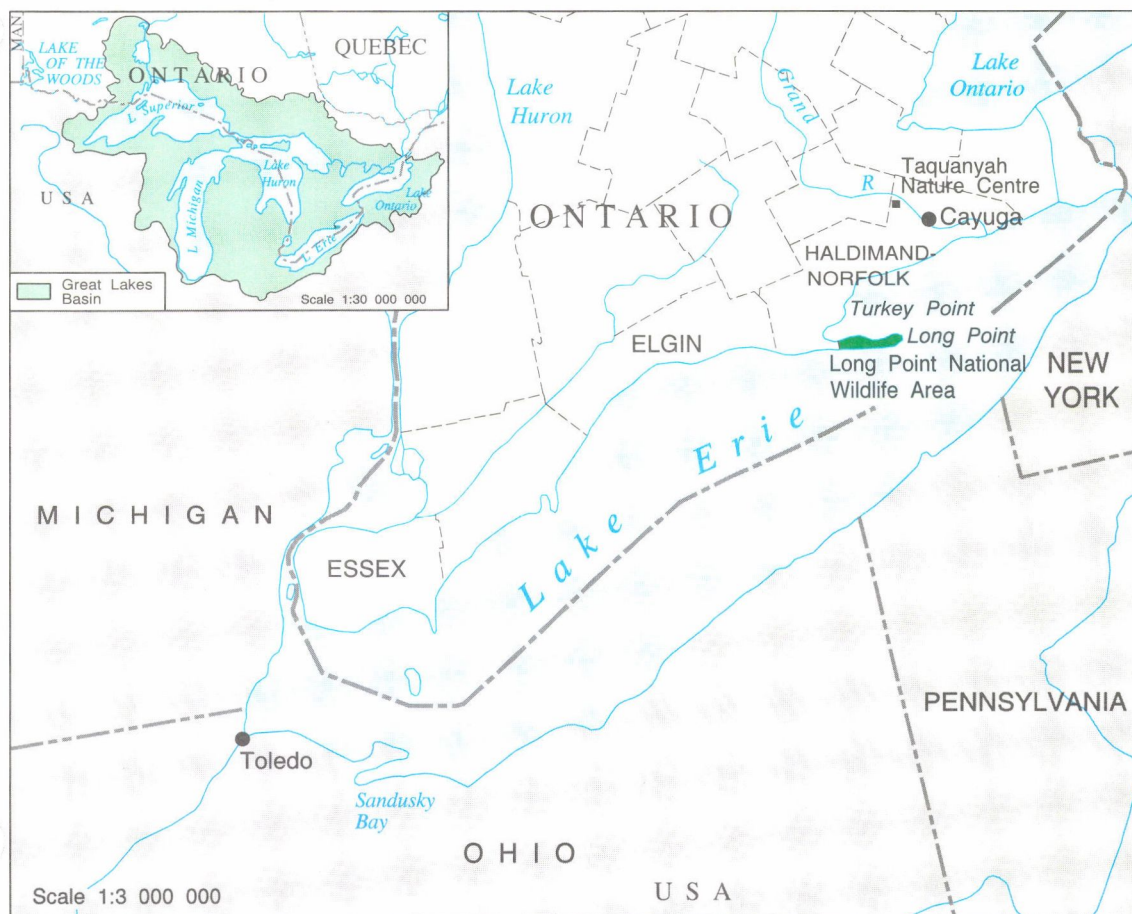 MAN
LAKE
OF THE
WOODS
ONTARIO
QUEBEC
L. Superior
Lake
Huron
L. Michigan
Lake
Ontario
L. Erie
USA
Great Lakes
Basin
Scale 1:30 000 000
Lake
Huron
Grand
R
Lake
Ontario
Taquanyah
Nature Centre
Cayuga
ONTARIO
HALDIMAND-
NORFOLK
Turkey Point
Long Point
Long Point National
Wildlife Area
ELGIN
NEW
YORK
Lake Erie
MICHIGAN
ESSEX
PENNSYLVANIA
Toledo
Sandusky
Bay
OHIO
USA
Scale 1:3 000 000